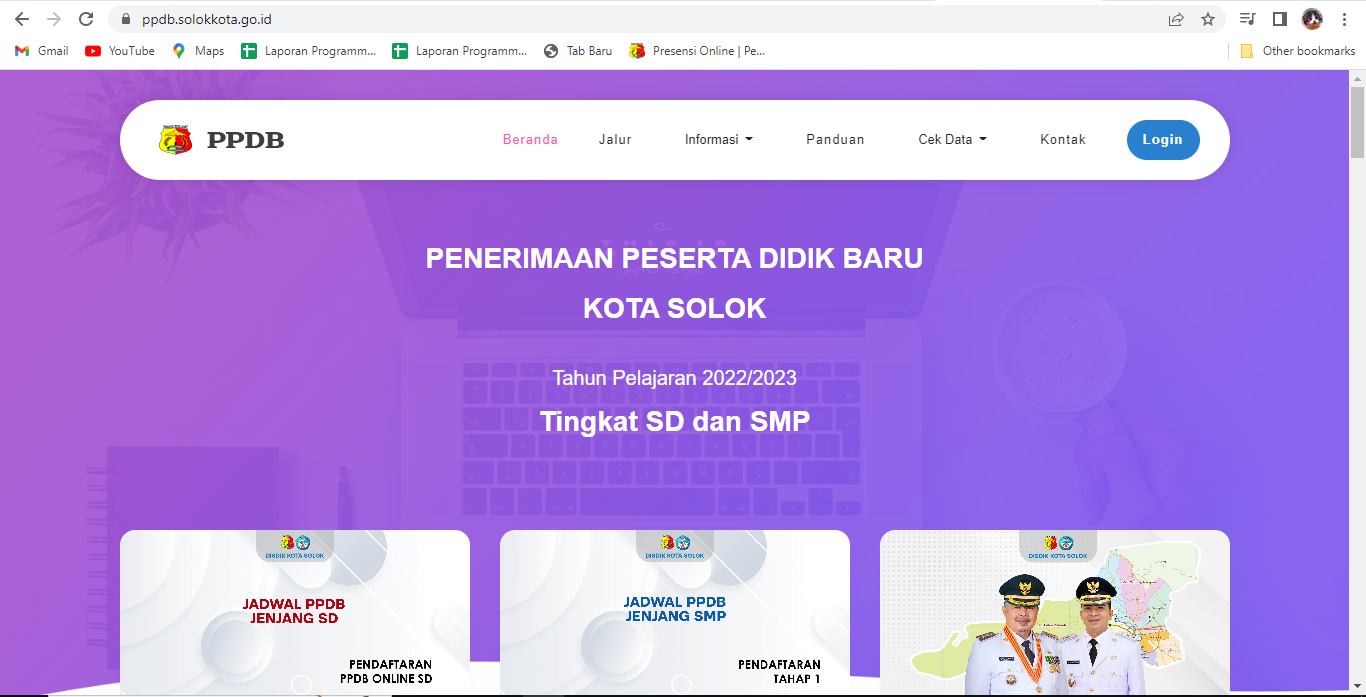 ppdb.solokkota.go.id
Gmail YouTube Maps Laporan Programm... Laporan Programm... Tab Baru Presensi Online | Pe... Other bookmarks
PPDB Beranda Jalur Informasi Panduan Cek Data Kontak Login
PENERIMAAN PESERTA DIDIK BARU
KOTA SOLOK
Tahun Pelajaran 2022/2023
Tingkat SD dan SMP
DISDIK KOTA SOLOK
JADWAL PPDB
JENJANG SD
PENDAFTARAN
PPDB ONLINE SD
DISDIK KOTA SOLOK
JADWAL PPDB
JENJANG SMP
PENDAFTARAN
TAHAP 1
DISDIK KOTA SOLOK